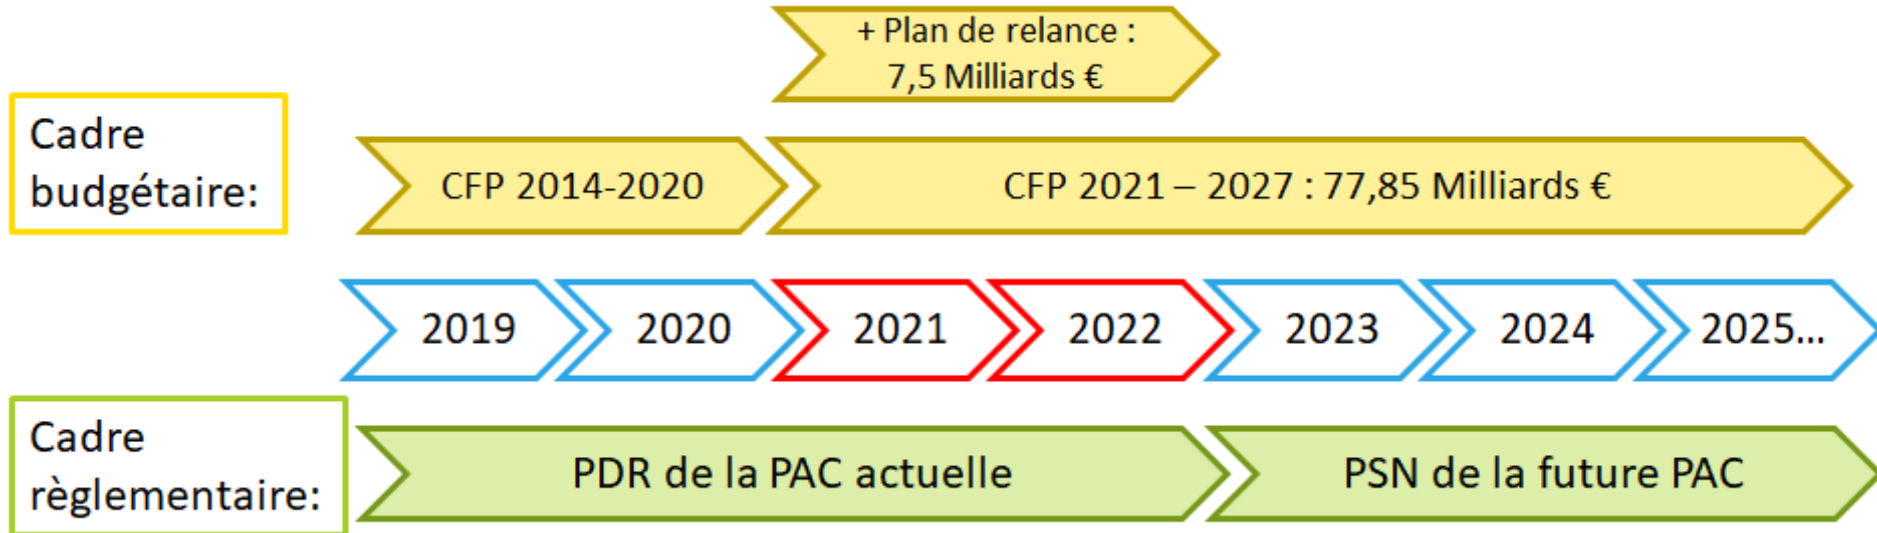 + Plan de relance :
7,5 Milliards €
Cadre
budgétaire:
CFP 2014-2020
CFP 2021 – 2027 : 77,85 Milliards €
2019
2020
2021
2022
2023
2024
2025...
Cadre
règlementaire:
PDR de la PAC actuelle
PSN de la future PAC